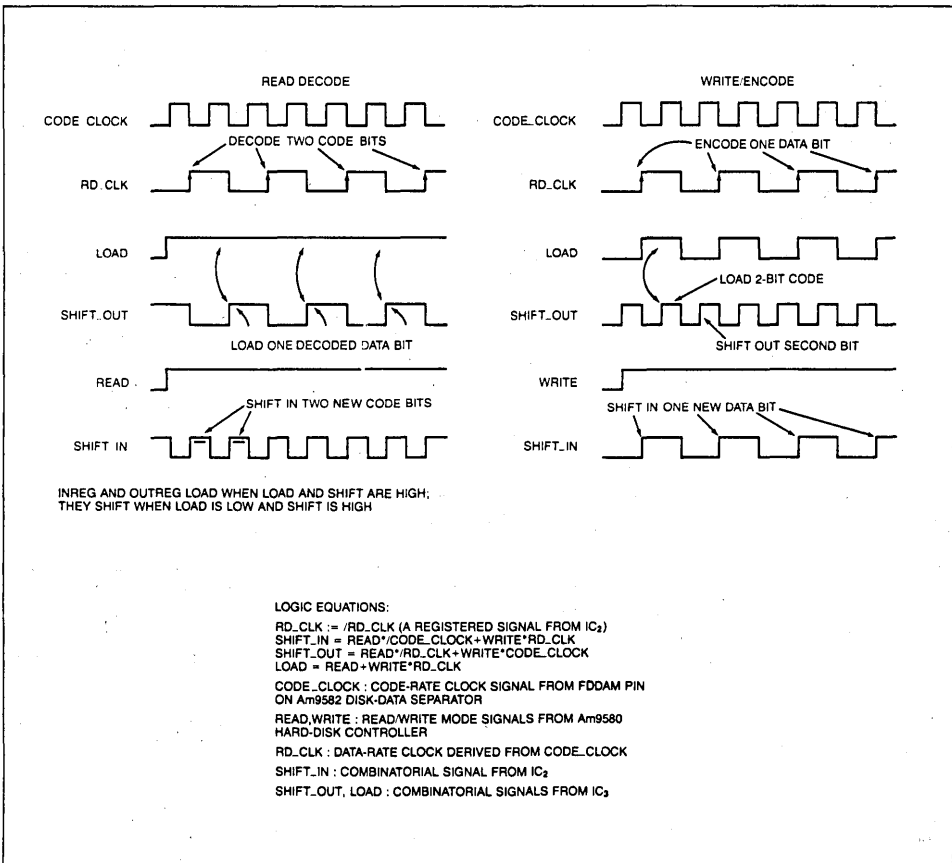 READ DECODE
CODE CLOCK
DECODE TWO CODE BITS
RD.CLK
LOAD
SHIFT_OUT
LOAD ONE DECODED DATA BIT
READ
SHIFT IN TWO NEW CODE BITS
SHIFT IN
INREG AND OUTREG LOAD WHEN LOAD AND SHIFT ARE HIGH;
THEY SHIFT WHEN LOAD IS LOW AND SHIFT IS HIGH
WRITE/ENCODE
CODE_CLOCK
ENCODE ONE DATA BIT
RD_CLK
LOAD
LOAD 2-BIT CODE
SHIFT_OUT
SHIFT OUT SECOND BIT
WRITE
SHIFT IN ONE NEW DATA BIT
SHIFT_IN
LOGIC EQUATIONS:
RD_CLK := /RD_CLK (A REGISTERED SIGNAL FROM IC₂)
SHIFT_IN = READ*/CODE_CLOCK+WRITE*RD_CLK
SHIFT_OUT = READ*/RD_CLK+WRITE*CODE_CLOCK
LOAD = READ+WRITE*RD_CLK
CODE_CLOCK : CODE-RATE CLOCK SIGNAL FROM FDDAM PIN
ON Am9582 DISK-DATA SEPARATOR
READ,WRITE : READ/WRITE MODE SIGNALS FROM Am9580
HARD-DISK CONTROLLER
RD_CLK : DATA-RATE CLOCK DERIVED FROM CODE_CLOCK
SHIFT_IN : COMBINATORIAL SIGNAL FROM IC₂
SHIFT_OUT, LOAD : COMBINATORIAL SIGNALS FROM IC₃